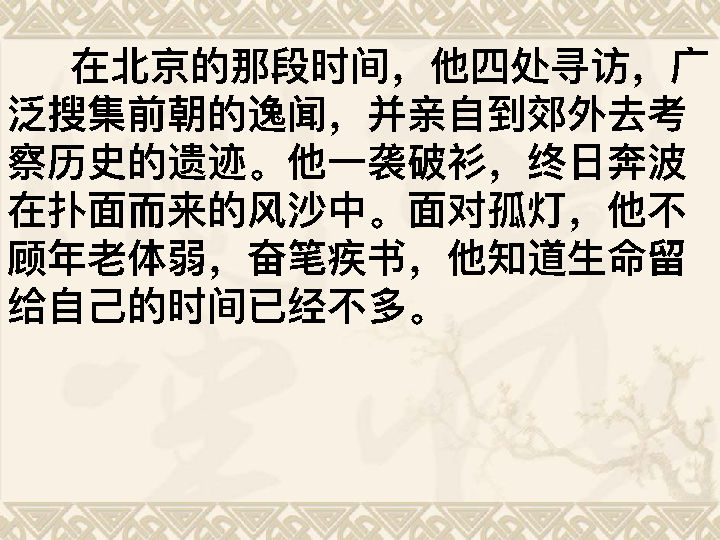 在北京的那段时间，他四处寻访，广
泛搜集前朝的逸闻，并亲自到郊外去考
察历史的遗迹。他一袭破衫，终日奔波
在扑面而来的风沙中。面对孤灯，他不
顾年老体弱，奋笔疾书，他知道生命留
给自己的时间已经不多。